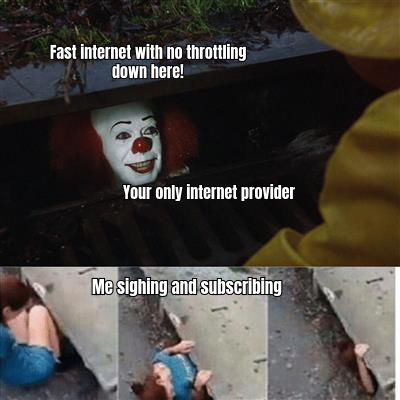 Fast internet with no throttling
down here!
Your only internet provider
Me sighing and subscribing